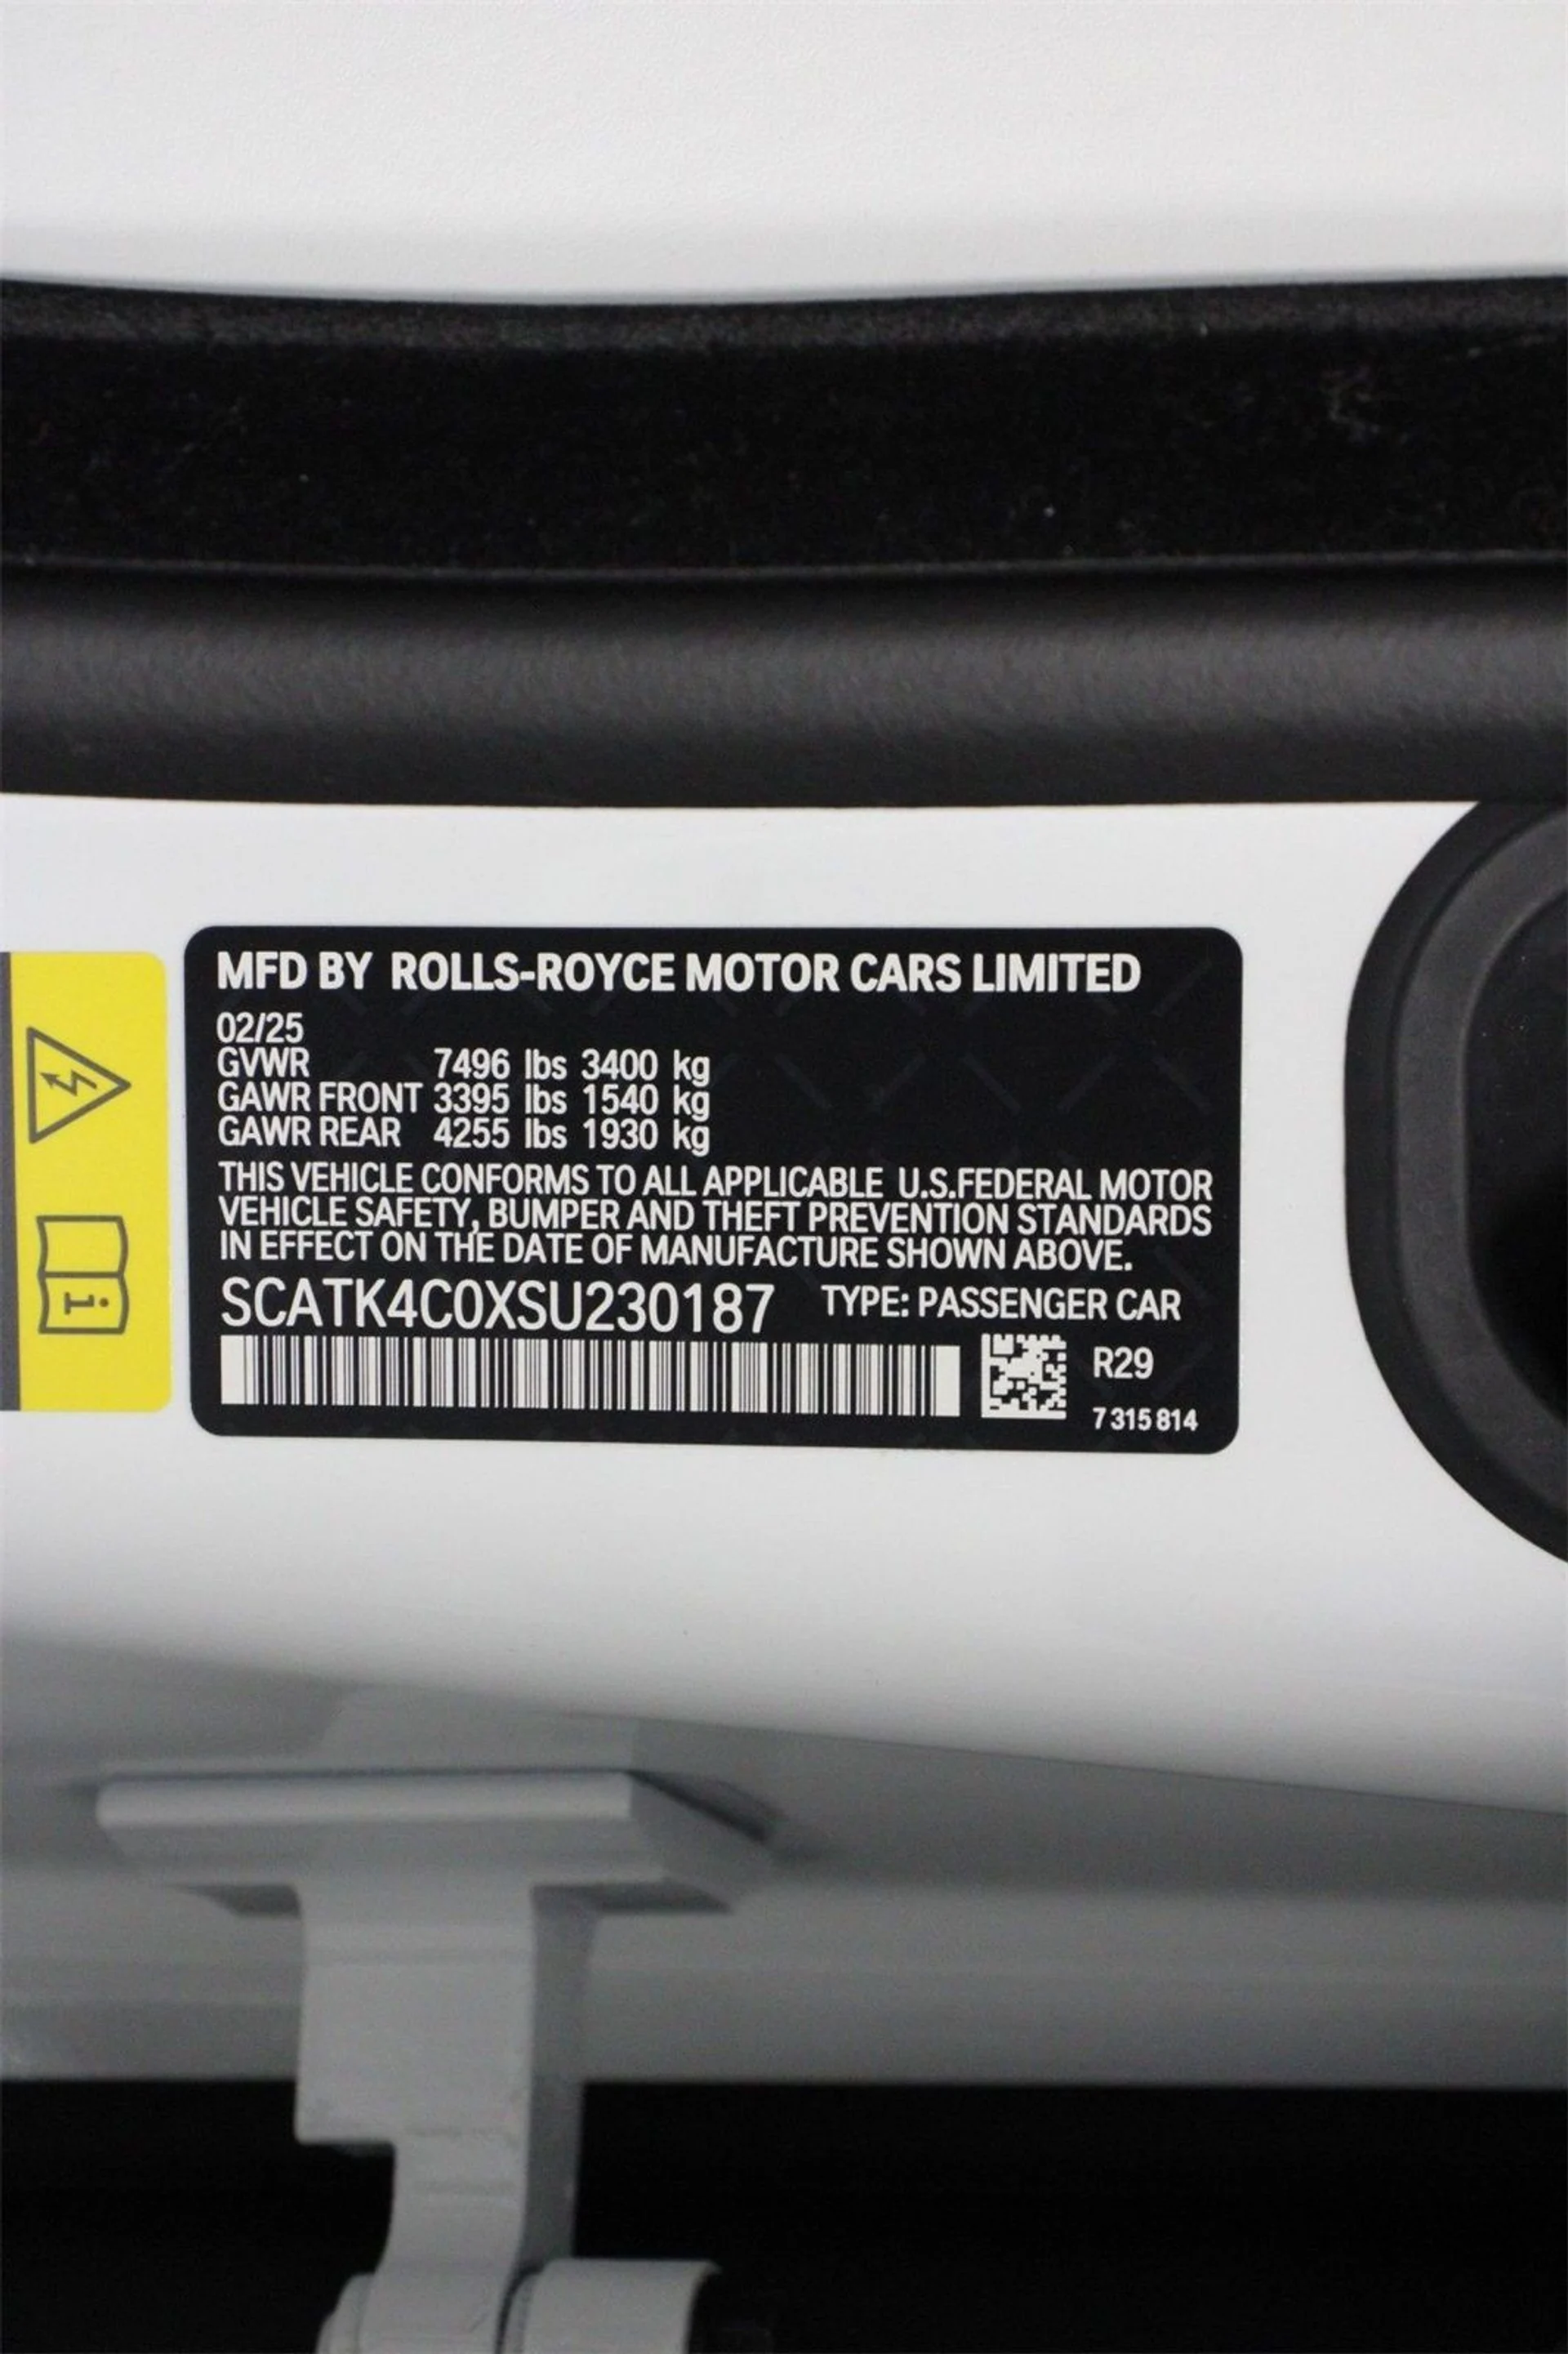 MFD BY ROLLS-ROYCE MOTOR CARS LIMITED
02/25
GVWR 7496 lbs 3400 kg
GAWR FRONT 3395 lbs 1540 kg
GAWR REAR 4255 lbs 1930 kg
THIS VEHICLE CONFORMS TO ALL APPLICABLE U.S.FEDERAL MOTOR
VEHICLE SAFETY, BUMPER AND THEFT PREVENTION STANDARDS
IN EFFECT ON THE DATE OF MANUFACTURE SHOWN ABOVE.
SCATK4C0XSU230187 TYPE: PASSENGER CAR
R29
7 315 814
i